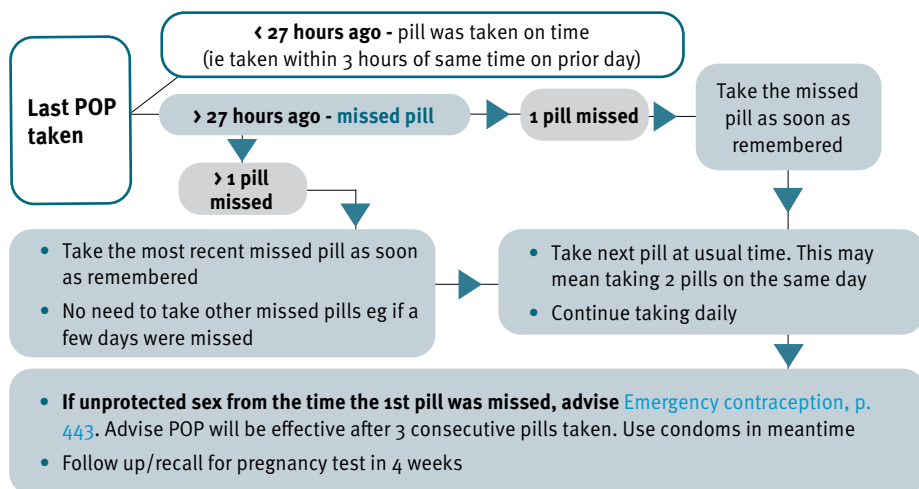 < 27 hours ago - pill was taken on time
(ie taken within 3 hours of same time on prior day)
Last POP
taken
> 27 hours ago - missed pill
1 pill missed
Take the missed
pill as soon as
remembered
> 1 pill
missed
• Take the most recent missed pill as soon
as remembered
• No need to take other missed pills eg if a
few days were missed
• Take next pill at usual time. This may
mean taking 2 pills on the same day
• Continue taking daily
• If unprotected sex from the time the 1st pill was missed, advise Emergency contraception, p.
443. Advise POP will be effective after 3 consecutive pills taken. Use condoms in meantime
• Follow up/recall for pregnancy test in 4 weeks